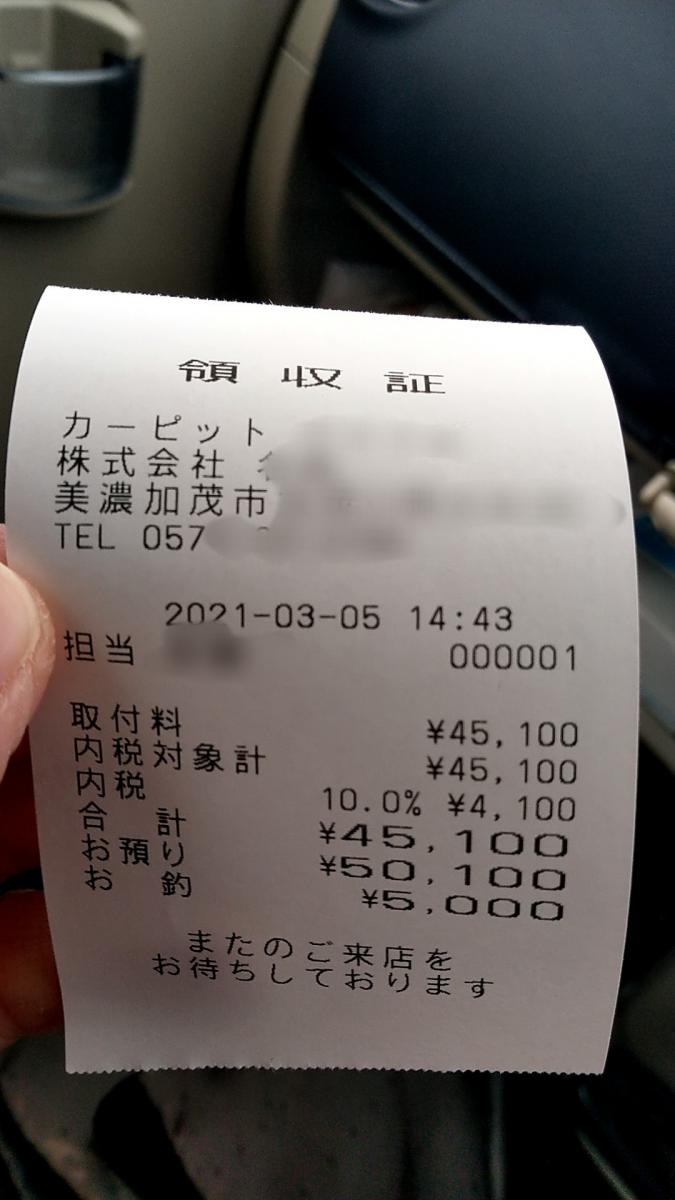 領収証
カーピット
株式会社
美濃加茂市
TEL 057
2021-03-05 14:43
担当 000001
取付料 ¥45,100
内税対象計 ¥45,100
内税 10.0% ¥4,100
合計 ¥45,100
お預り ¥50,100
お釣 ¥5,000
またのご来店を
お待ちしております